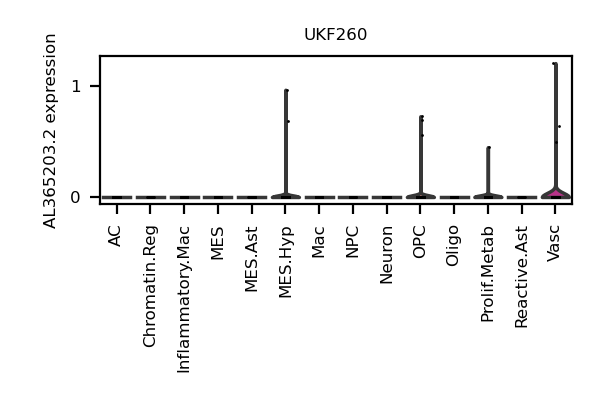 UKF260
AL365203.2 expression
1
0
AC
Chromatin.Reg
Inflammatory.Mac
MES
MES.Ast
MES.Hyp
Mac
NPC
Neuron
OPC
Oligo
Prolif.Metab
Reactive.Ast
Vasc